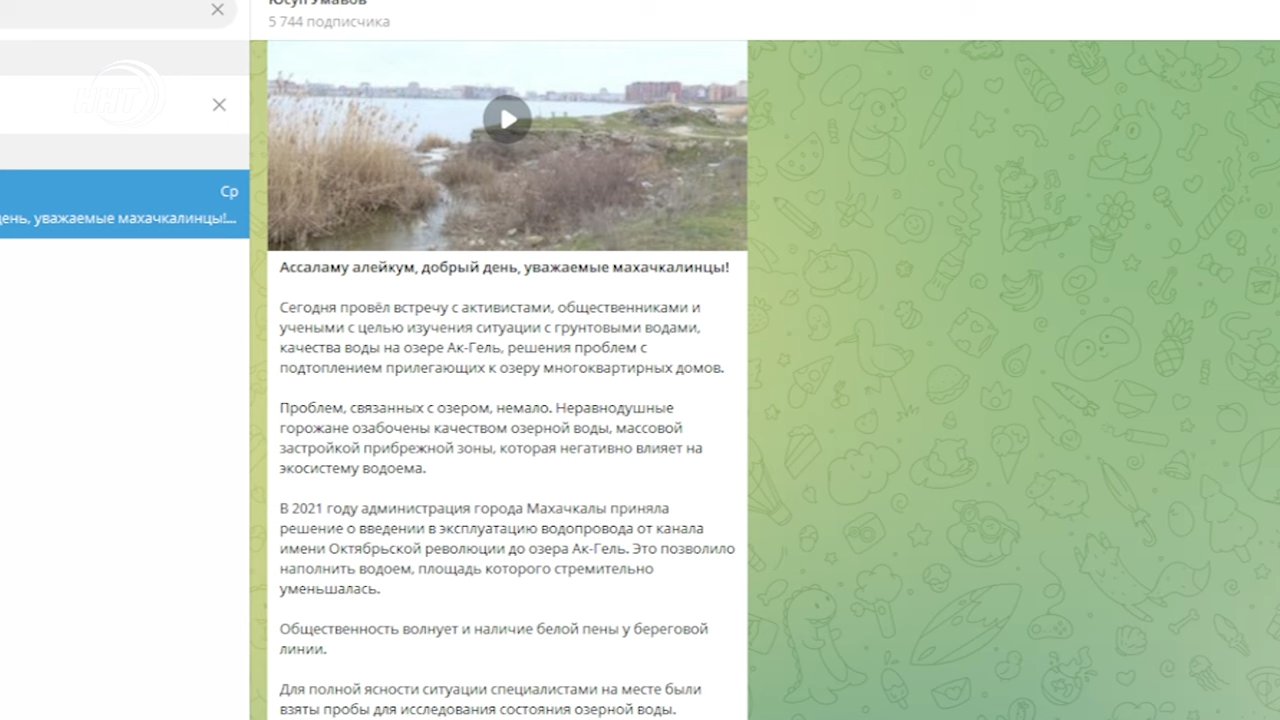 Юсуп Умавов
5 744 подписчика
ННТ
Ср
день, уважаемые махачкалинцы!...
Ассаламу алейкум, добрый день, уважаемые махачкалинцы!
Сегодня провёл встречу с активистами, общественниками и
учеными с целью изучения ситуации с грунтовыми водами,
качества воды на озере Ак-Гель, решения проблем с
подтоплением прилегающих к озеру многоквартирных домов.
Проблем, связанных с озером, немало. Неравнодушные
горожане озабочены качеством озерной воды, массовой
застройкой прибрежной зоны, которая негативно влияет на
экосистему водоема.
В 2021 году администрация города Махачкалы приняла
решение о введении в эксплуатацию водопровода от канала
имени Октябрьской революции до озера Ак-Гель. Это позволило
наполнить водоем, площадь которого стремительно
уменьшалась.
Общественность волнует и наличие белой пены у береговой
линии.
Для полной ясности ситуации специалистами на месте были
взяты пробы для исследования состояния озерной воды.